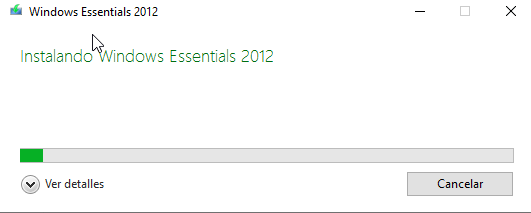 Windows Essentials 2012
Instalando Windows Essentials 2012
Ver detalles
Cancelar